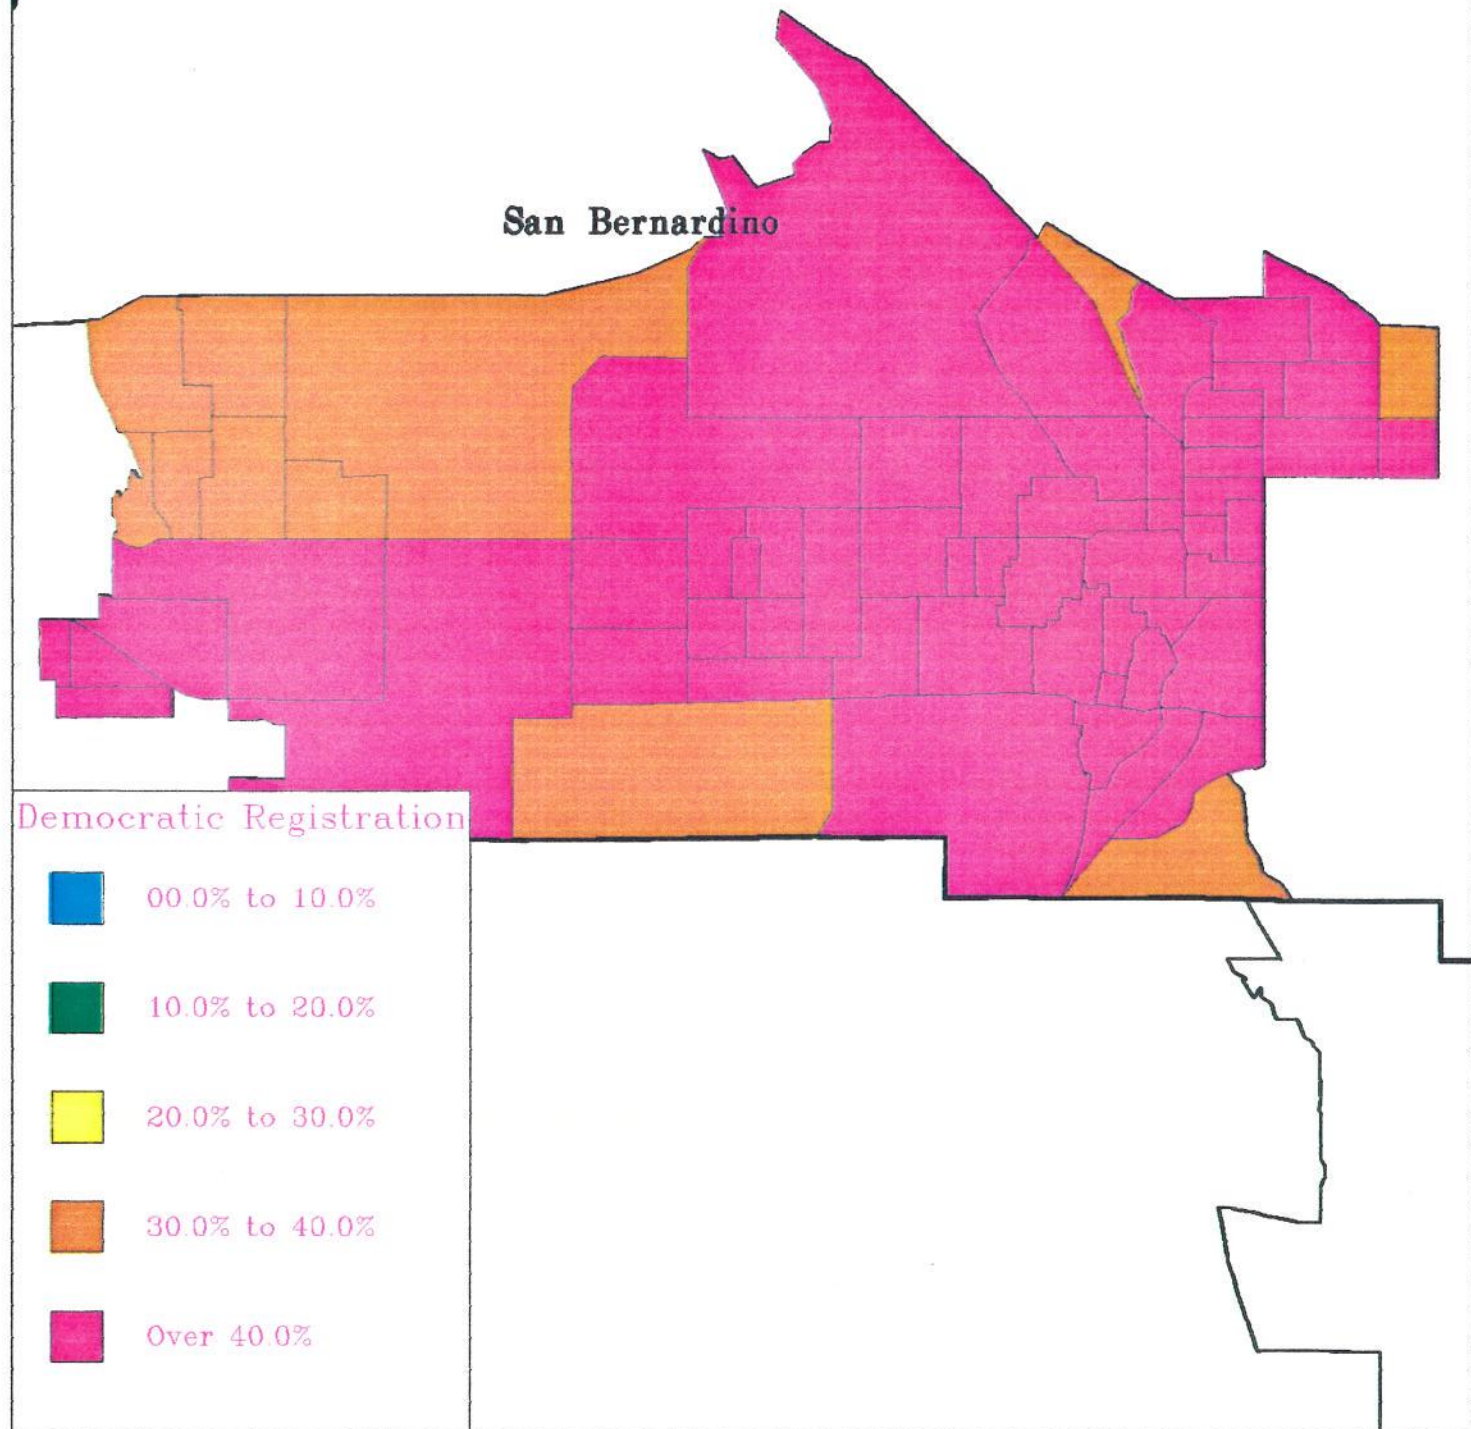 San Bernardino
Democratic Registration
00.0% to 10.0%
10.0% to 20.0%
20.0% to 30.0%
30.0% to 40.0%
Over 40.0%